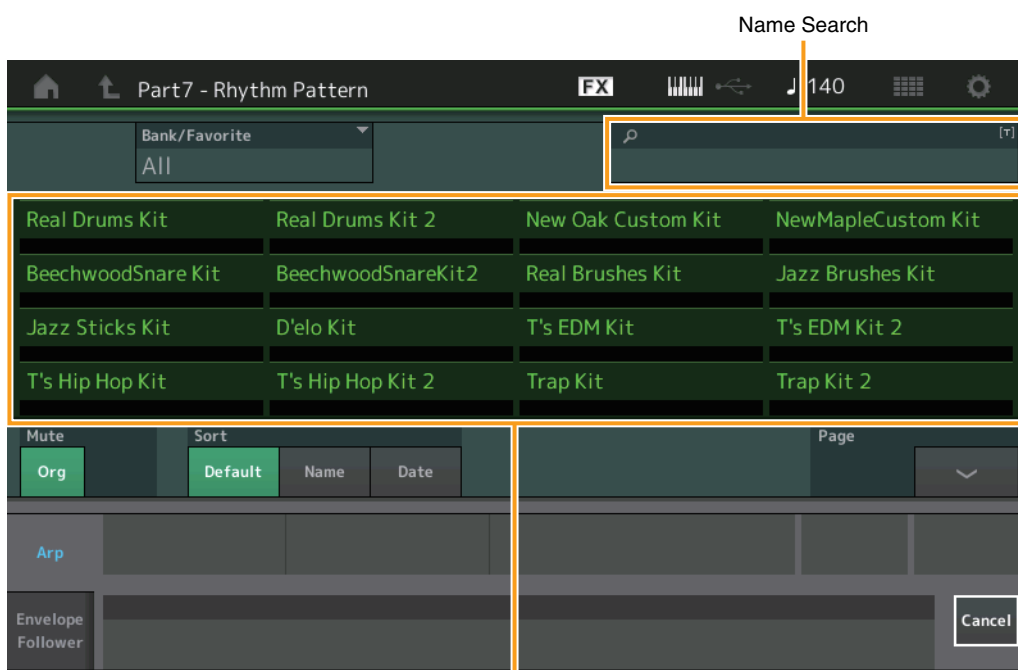 Name Search
Part7 - Rhythm Pattern FX ♩ 140
Bank/Favorite [T]
All
Real Drums Kit Real Drums Kit 2 New Oak Custom Kit NewMapleCustom Kit
BeechwoodSnare Kit BeechwoodSnareKit2 Real Brushes Kit Jazz Brushes Kit
Jazz Sticks Kit D'elo Kit T's EDM Kit T's EDM Kit 2
T's Hip Hop Kit T's Hip Hop Kit 2 Trap Kit Trap Kit 2
Mute Sort Page
Org Default Name Date
Arp
Envelope
Follower
Cancel